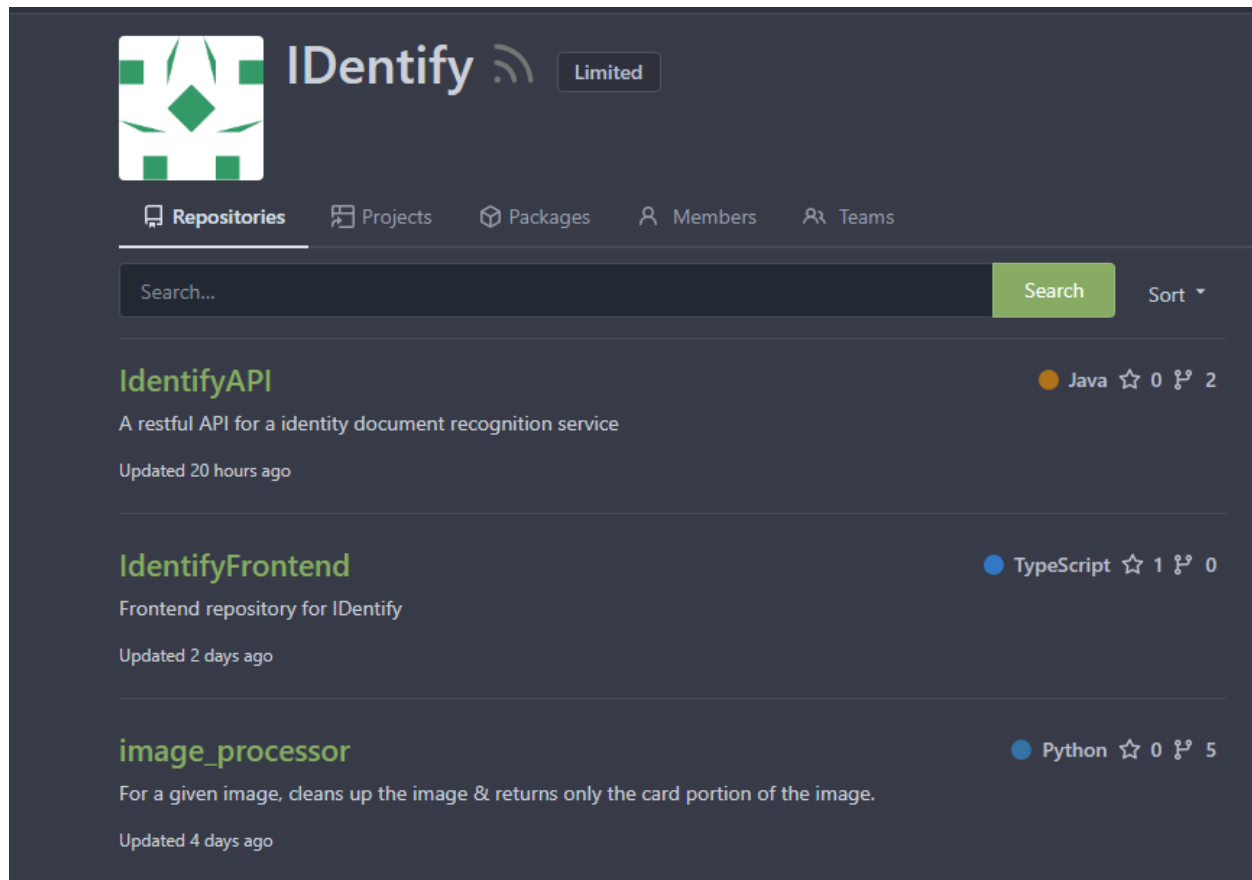 IDentify Limited
Repositories Projects Packages Members Teams
Search... Search Sort
IdentifyAPI Java 0 2
A restful API for a identity document recognition service
Updated 20 hours ago
IdentifyFrontend TypeScript 1 0
Frontend repository for IDentify
Updated 2 days ago
image_processor Python 0 5
For a given image, cleans up the image & returns only the card portion of the image.
Updated 4 days ago